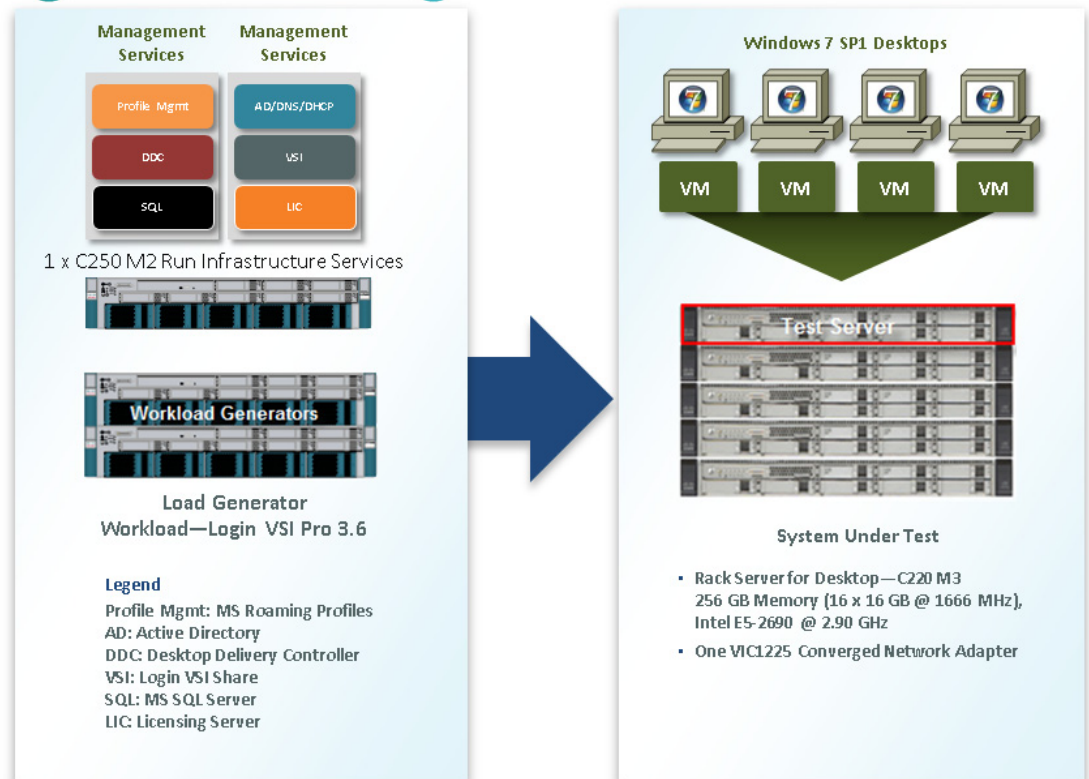 Management
Services
Management
Services
Profile Mgmt
AD/DNS/DHCP
DDC
VSI
SQL
LIC
1 x C250 M2 Run Infrastructure Services
Workload Generators
Load Generator
Workload—Login VSI Pro 3.6
Legend
Profile Mgmt: MS Roaming Profiles
AD: Active Directory
DDC: Desktop Delivery Controller
VSI: Login VSI Share
SQL: MS SQL Server
LIC: Licensing Server
Windows 7 SP1 Desktops
VM
VM
VM
VM
Test Server
System Under Test
▪ Rack Server for Desktop—C220 M3
256 GB Memory (16 x 16 GB @ 1666 MHz),
Intel E5-2690 @ 2.90 GHz
▪ One VIC1225 Converged Network Adapter